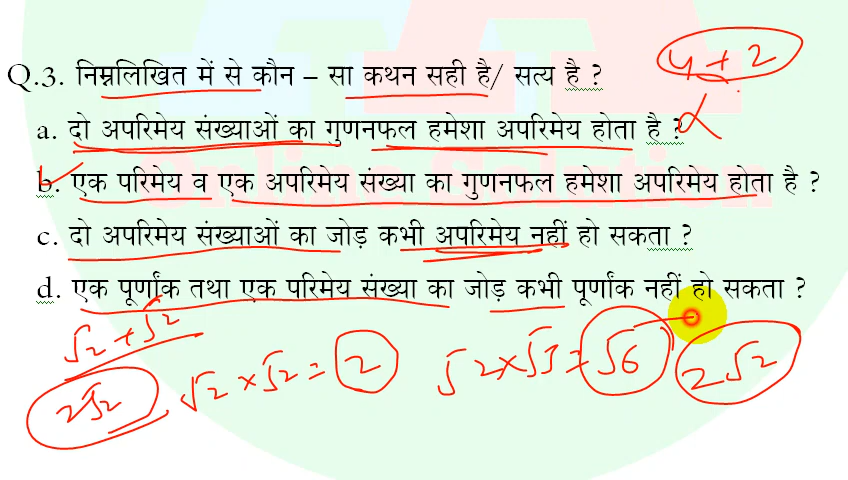 4 + 2
Q.3. निम्नलिखित में से कौन – सा कथन सही है/ सत्य है ?
a. दो अपरिमेय संख्याओं का गुणनफल हमेशा अपरिमेय होता है ?
b. एक परिमेय व एक अपरिमेय संख्या का गुणनफल हमेशा अपरिमेय होता है ?
c. दो अपरिमेय संख्याओं का जोड़ कभी अपरिमेय नहीं हो सकता ?
d. एक पूर्णांक तथा एक परिमेय संख्या का जोड़ कभी पूर्णांक नहीं हो सकता ?
√2 + √2
√2 × √2 = 2 √2 × √3 = √6 2√2
2√2